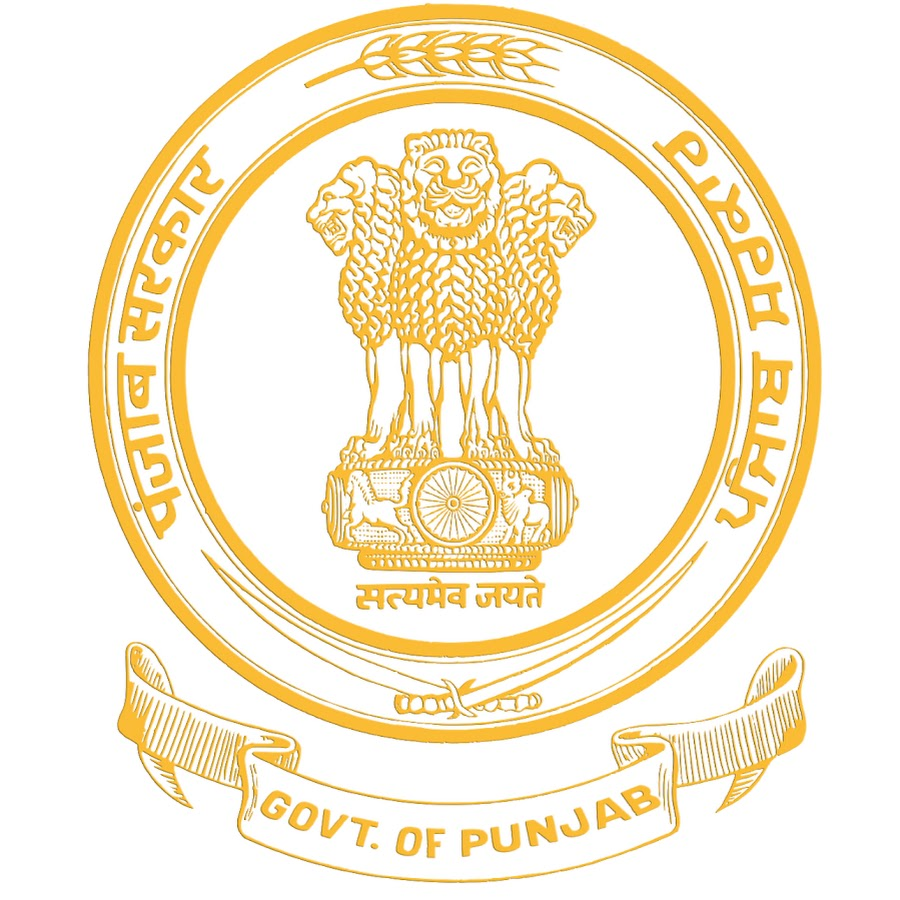 पंजाब सरकार
ਪੰਜਾਬ ਸਰਕਾਰ
सत्यमेव जयते
GOVT. OF PUNJAB